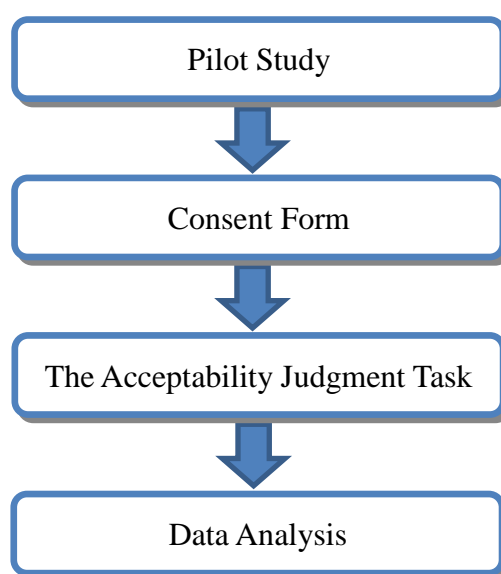 Pilot Study
Consent Form
The Acceptability Judgment Task
Data Analysis